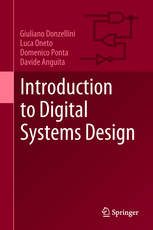 Giuliano Donzellini
Luca Oneto
Domenico Ponta
Davide Anguita
Introduction
to Digital
Systems Design
Springer